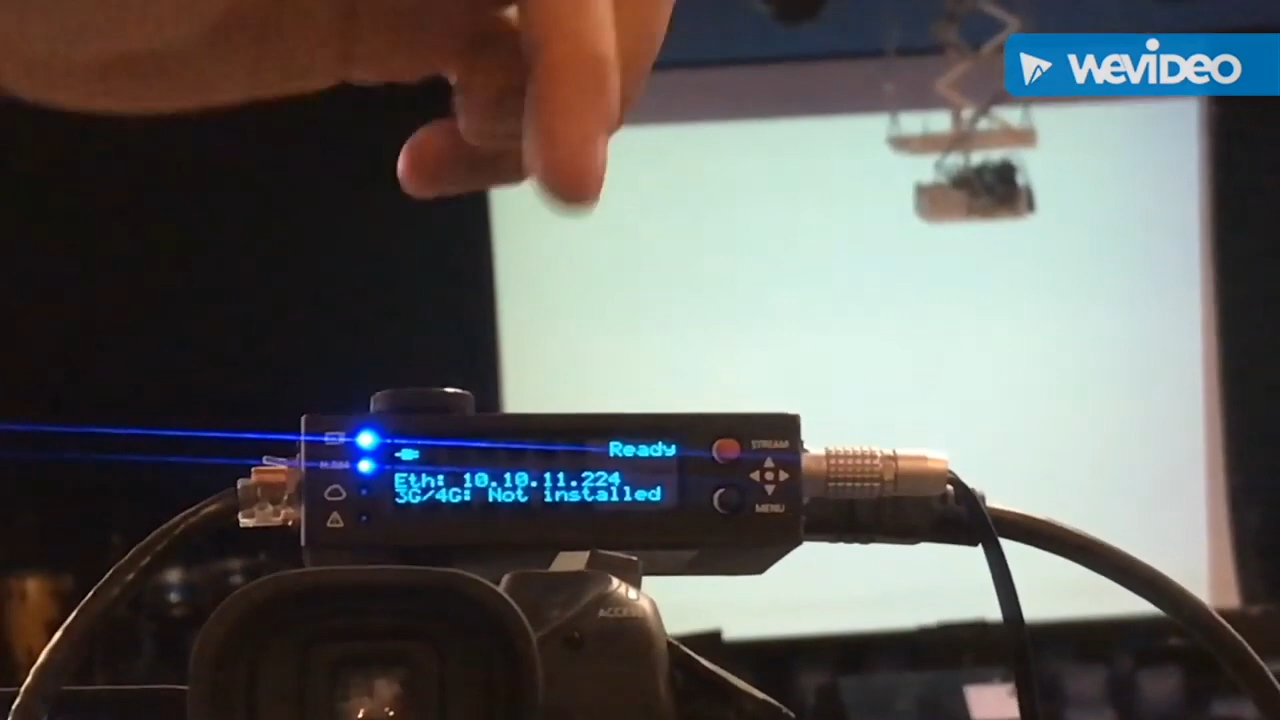 WEVIDEO
Ready
STREAM
Eth: 10.10.11.224
3G/4G: Not installed
MENU